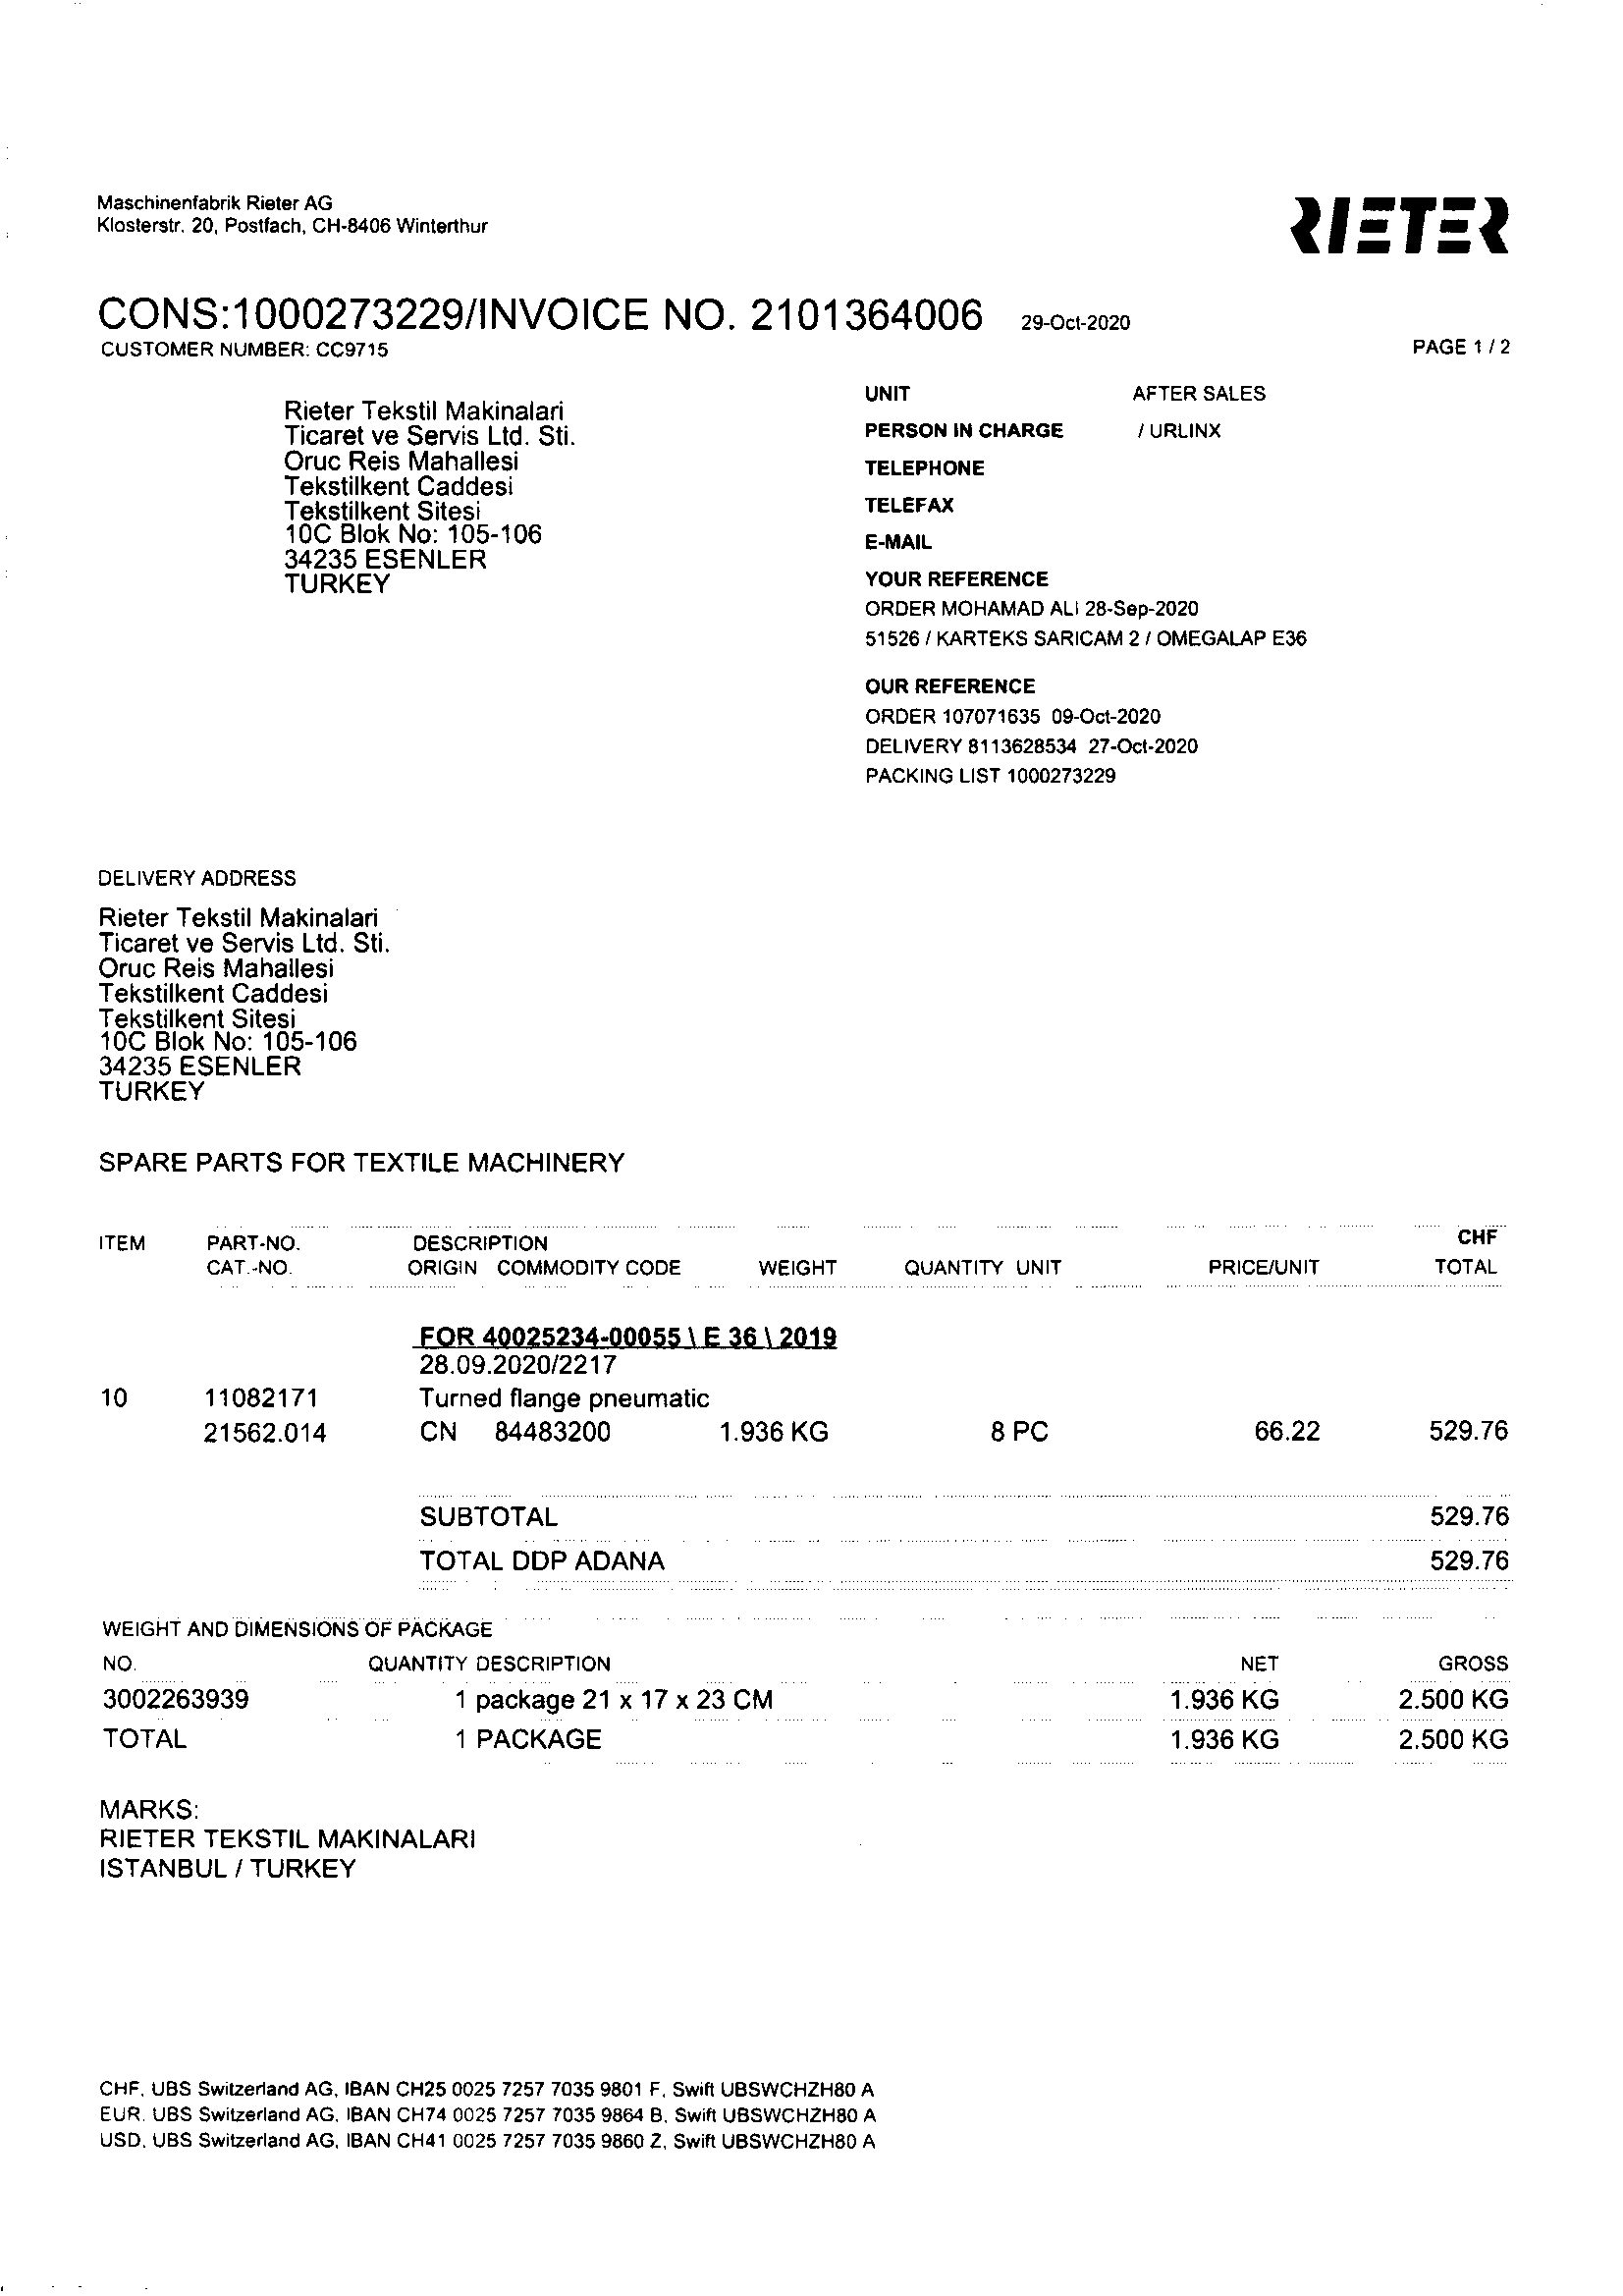 Maschinenfabrik Rieter AG
Klosterstr. 20, Postfach, CH-8406 Winterthur
RIETER
CONS:1000273229/INVOICE NO. 2101364006 29-Oct-2020
CUSTOMER NUMBER: CC9715
PAGE 1 / 2
Rieter Tekstil Makinalari
Ticaret ve Servis Ltd. Sti.
Oruc Reis Mahallesi
Tekstilkent Caddesi
Tekstilkent Sitesi
10C Blok No: 105-106
34235 ESENLER
TURKEY
UNIT AFTER SALES
PERSON IN CHARGE / URLINX
TELEPHONE
TELEFAX
E-MAIL
YOUR REFERENCE
ORDER MOHAMAD ALI 28-Sep-2020
51526 / KARTEKS SARICAM 2 / OMEGALAP E36
OUR REFERENCE
ORDER 107071635 09-Oct-2020
DELIVERY 8113628534 27-Oct-2020
PACKING LIST 1000273229
DELIVERY ADDRESS
Rieter Tekstil Makinalari
Ticaret ve Servis Ltd. Sti.
Oruc Reis Mahallesi
Tekstilkent Caddesi
Tekstilkent Sitesi
10C Blok No: 105-106
34235 ESENLER
TURKEY
SPARE PARTS FOR TEXTILE MACHINERY
ITEM PART-NO. DESCRIPTION CHF
CAT.-NO. ORIGIN COMMODITY CODE WEIGHT QUANTITY UNIT PRICE/UNIT TOTAL
FOR 40025234-00055 \ E 36 \ 2019
28.09.2020/2217
10 11082171 Turned flange pneumatic
21562.014 CN 84483200 1.936 KG 8 PC 66.22 529.76
SUBTOTAL 529.76
TOTAL DDP ADANA 529.76
WEIGHT AND DIMENSIONS OF PACKAGE
NO. QUANTITY DESCRIPTION NET GROSS
3002263939 1 package 21 x 17 x 23 CM 1.936 KG 2.500 KG
TOTAL 1 PACKAGE 1.936 KG 2.500 KG
MARKS:
RIETER TEKSTIL MAKINALARI
ISTANBUL / TURKEY
CHF, UBS Switzerland AG, IBAN CH25 0025 7257 7035 9801 F, Swift UBSWCHZH80 A
EUR. UBS Switzerland AG, IBAN CH74 0025 7257 7035 9864 B, Swift UBSWCHZH80 A
USD, UBS Switzerland AG, IBAN CH41 0025 7257 7035 9860 Z, Swift UBSWCHZH80 A